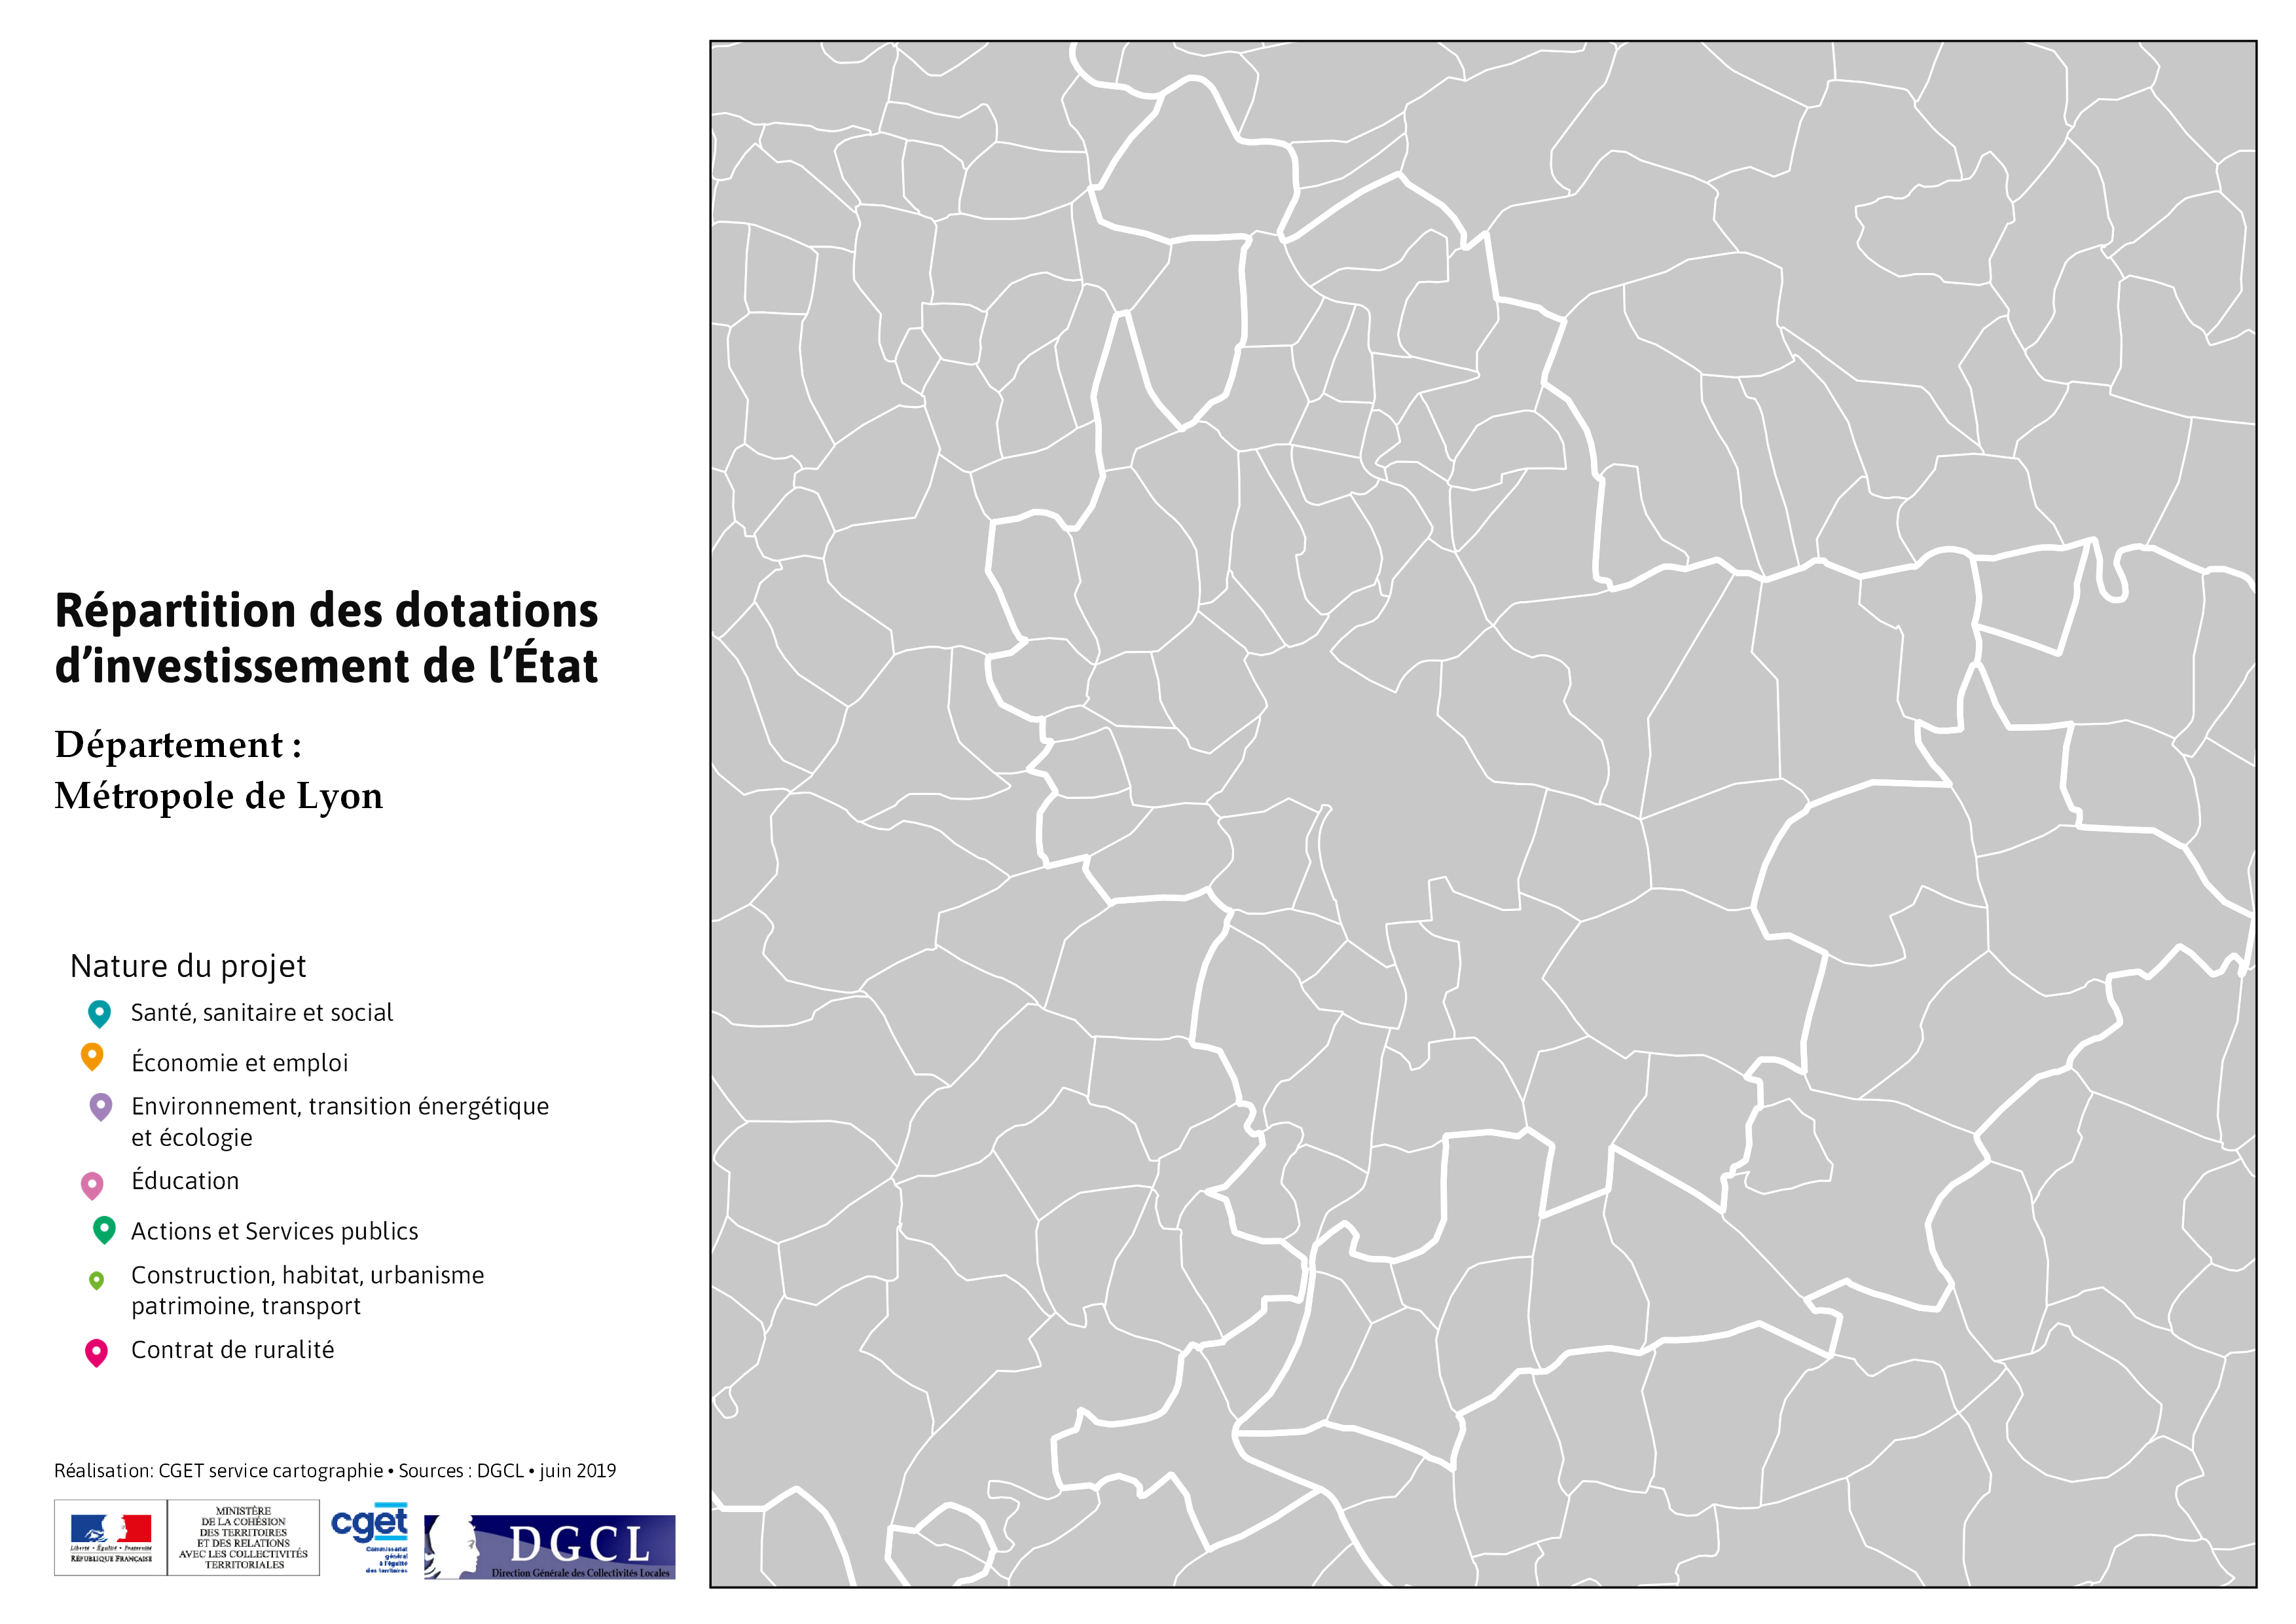 Répartition des dotations
d'investissement de l'État
Département :
Métropole de Lyon
Nature du projet
Santé, sanitaire et social
Économie et emploi
Environnement, transition énergétique
et écologie
Éducation
Actions et Services publics
Construction, habitat, urbanisme
patrimoine, transport
Contrat de ruralité
Réalisation: CGET service cartographie • Sources : DGCL • juin 2019
Liberté • Égalité • Fraternité
RÉPUBLIQUE FRANÇAISE
MINISTÈRE
DE LA COHÉSION
DES TERRITOIRES
ET DES RELATIONS
AVEC LES COLLECTIVITÉS
TERRITORIALES
cget
Commissariat
général
à l'égalité
des territoires
DGCL
Direction Générale des Collectivités Locales